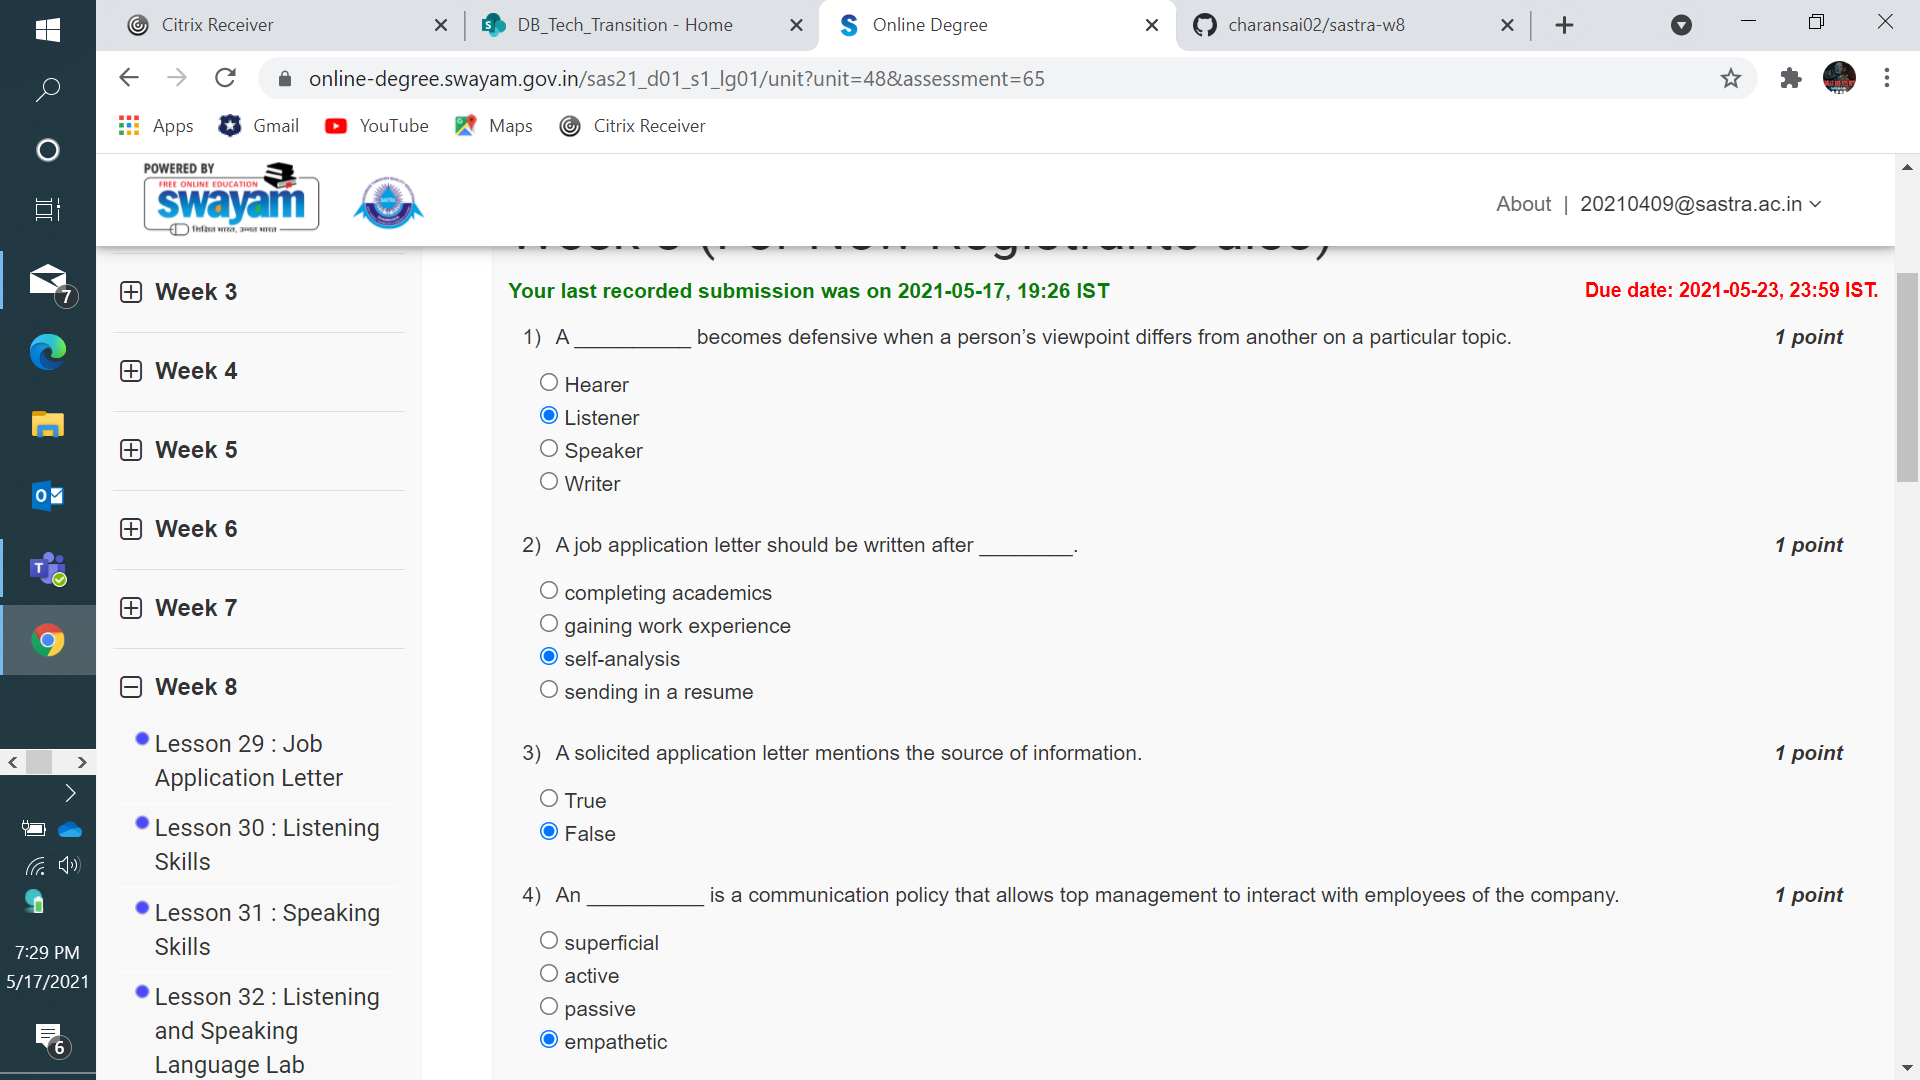 Citrix Receiver
DB_Tech_Transition - Home
Online Degree
charansai02/sastra-w8
online-degree.swayam.gov.in/sas21_d01_s1_lg01/unit?unit=48&assessment=65
Apps
Gmail
YouTube
Maps
Citrix Receiver
POWERED BY
FREE ONLINE EDUCATION
swayam
शिक्षित भारत, उन्नत भारत
About | 20210409@sastra.ac.in
Your last recorded submission was on 2021-05-17, 19:26 IST
Due date: 2021-05-23, 23:59 IST.
Week 3
Week 4
Week 5
Week 6
Week 7
Week 8
Lesson 29 : Job
Application Letter
Lesson 30 : Listening
Skills
Lesson 31 : Speaking
Skills
Lesson 32 : Listening
and Speaking
Language Lab
1) A __________ becomes defensive when a person’s viewpoint differs from another on a particular topic.
1 point
Hearer
Listener
Speaker
Writer
2) A job application letter should be written after ________.
1 point
completing academics
gaining work experience
self-analysis
sending in a resume
3) A solicited application letter mentions the source of information.
1 point
True
False
4) An __________ is a communication policy that allows top management to interact with employees of the company.
1 point
superficial
active
passive
empathetic
7
7:29 PM
5/17/2021
6